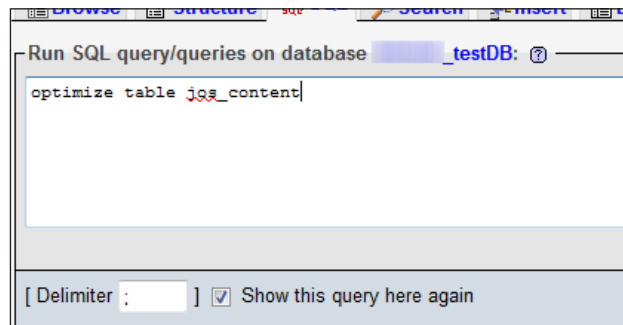 Browse Structure SQL Search Insert
Run SQL query/queries on database _testDB:
optimize table jos_content
[ Delimiter ; ] Show this query here again